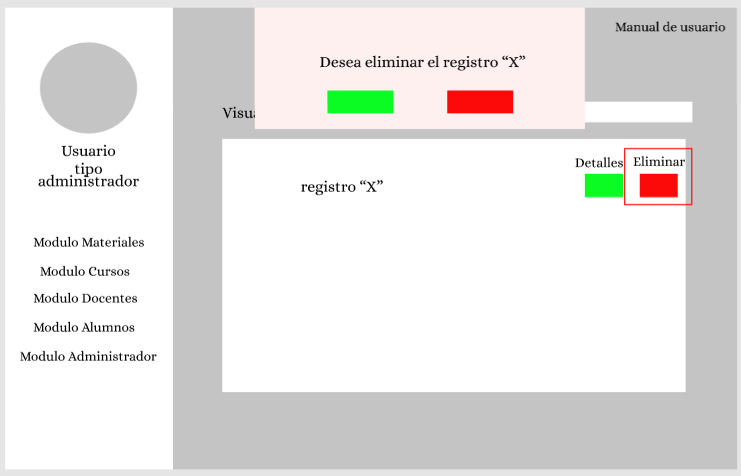 Manual de usuario
Desea eliminar el registro “X”
Usuario
tipo
administrador
Detalles
Eliminar
registro “X”
Modulo Materiales
Modulo Cursos
Modulo Docentes
Modulo Alumnos
Modulo Administrador